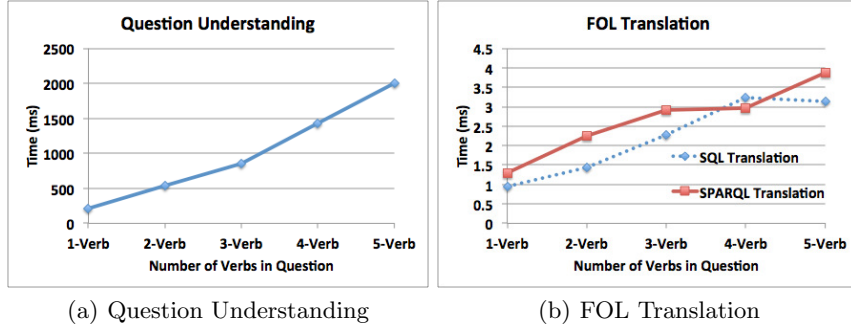 Question Understanding
2500
2000
1500
1000
500
0
Time (ms)
1-Verb 2-Verb 3-Verb 4-Verb 5-Verb
Number of Verbs in Question
(a) Question Understanding
FOL Translation
4.5
4
3.5
3
2.5
2
1.5
1
0.5
0
Time (ms)
SQL Translation
SPARQL Translation
1-Verb 2-Verb 3-Verb 4-Verb 5-Verb
Number of Verbs in Question
(b) FOL Translation